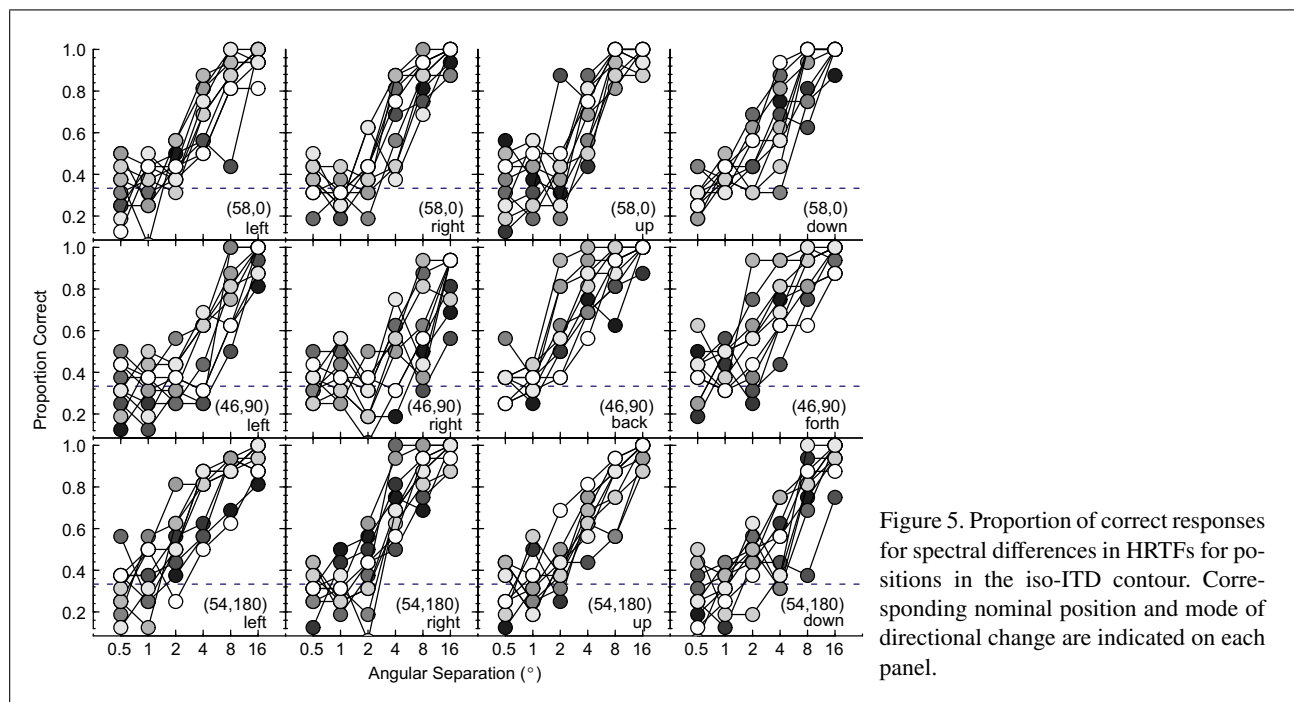 1.0
0.8
0.6
0.4
0.2
(58,0)
left
(58,0)
right
(58,0)
up
(58,0)
down
1.0
0.8
0.6
0.4
0.2
Proportion Correct
(46,90)
left
(46,90)
right
(46,90)
back
(46,90)
forth
1.0
0.8
0.6
0.4
0.2
(54,180)
left
(54,180)
right
(54,180)
up
(54,180)
down
0.5 1 2 4 8 16 0.5 1 2 4 8 16 0.5 1 2 4 8 16 0.5 1 2 4 8 16
Angular Separation (°)
Figure 5. Proportion of correct responses
for spectral differences in HRTFs for po-
sitions in the iso-ITD contour. Corre-
sponding nominal position and mode of
directional change are indicated on each
panel.